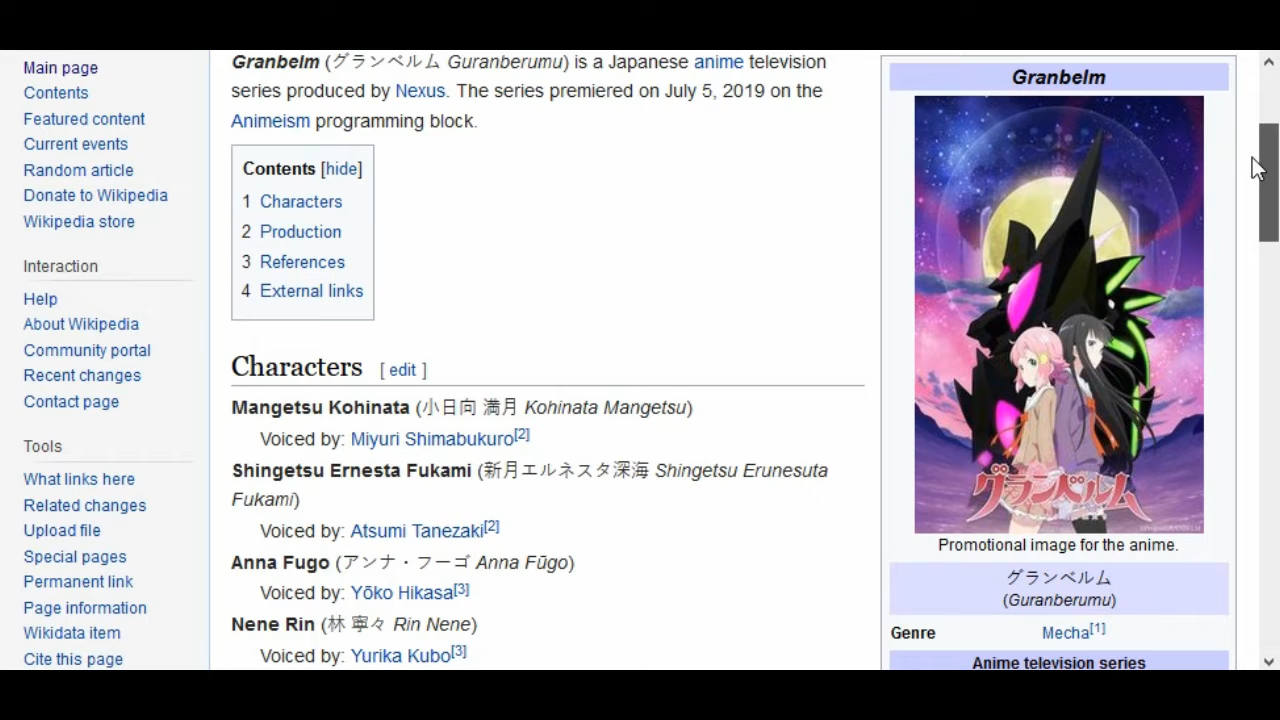 Main page
Contents
Featured content
Current events
Random article
Donate to Wikipedia
Wikipedia store
Interaction
Help
About Wikipedia
Community portal
Recent changes
Contact page
Tools
What links here
Related changes
Upload file
Special pages
Permanent link
Page information
Wikidata item
Cite this page
Granbelm (グランベルム Guranberumu) is a Japanese anime television
series produced by Nexus. The series premiered on July 5, 2019 on the
Animeism programming block.
Contents [hide]
1 Characters
2 Production
3 References
4 External links
Characters [ edit ]
Mangetsu Kohinata (小日向 満月 Kohinata Mangetsu)
Voiced by: Miyuri Shimabukuro[2]
Shingetsu Ernesta Fukami (新月エルネスタ深海 Shingetsu Erunesuta
Fukami)
Voiced by: Atsumi Tanezaki[2]
Anna Fugo (アンナ・フーゴ Anna Fūgo)
Voiced by: Yōko Hikasa[3]
Nene Rin (林 寧々 Rin Nene)
Voiced by: Yurika Kubo[3]
Granbelm
グランベルム
Promotional image for the anime.
グランベルム
(Guranberumu)
Genre Mecha[1]
Anime television series